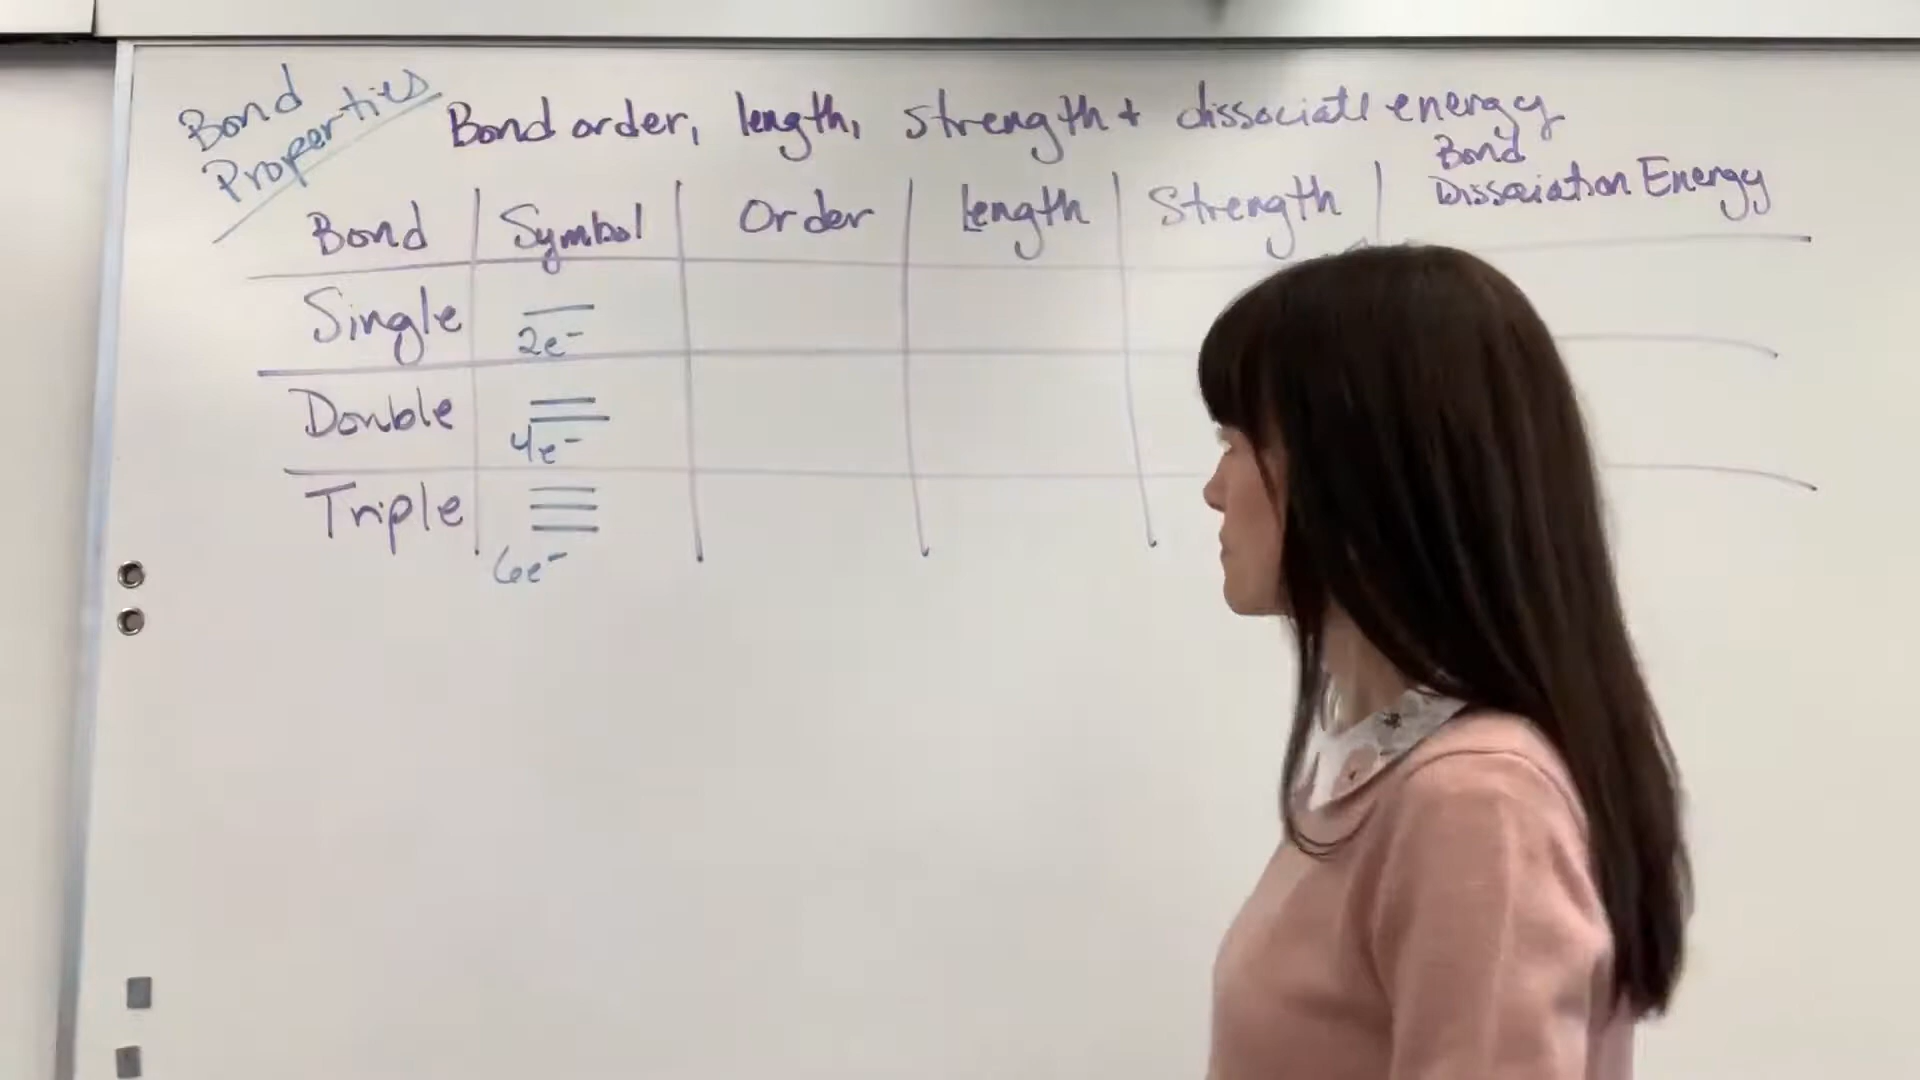 Bond
Properties
Bond order, length, strength + dissociate energy
Bond Symbol Order length Strength Bond Dissociation Energy
Single — 2e⁻
Double 4e⁻
Triple 6e⁻